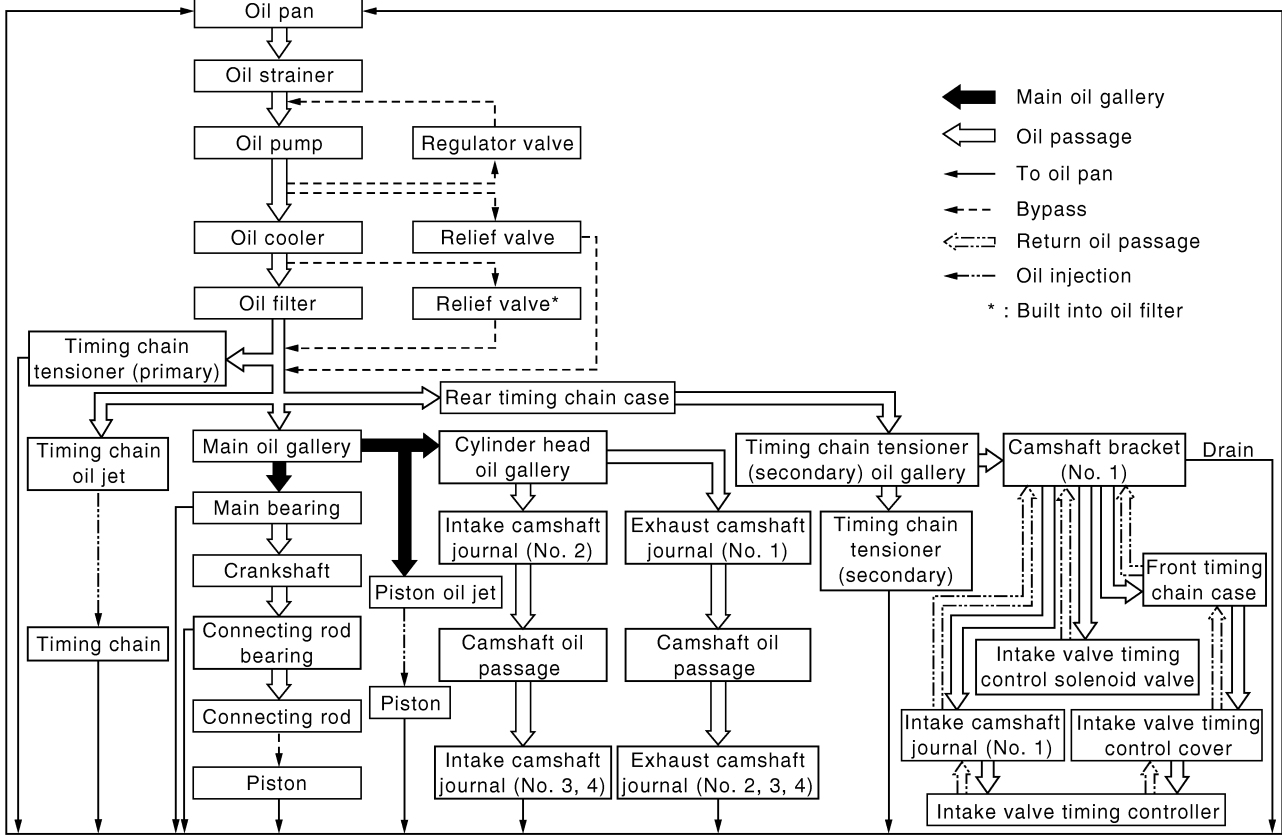 Oil pan
Oil strainer
Oil pump
Regulator valve
Oil cooler
Relief valve
Oil filter
Relief valve*
Main oil gallery
Oil passage
To oil pan
Bypass
Return oil passage
Oil injection
* : Built into oil filter
Timing chain
tensioner (primary)
Rear timing chain case
Timing chain
oil jet
Main oil gallery
Cylinder head
oil gallery
Timing chain tensioner
(secondary) oil gallery
Camshaft bracket
(No. 1)
Drain
Main bearing
Intake camshaft
journal (No. 2)
Exhaust camshaft
journal (No. 1)
Timing chain
tensioner
(secondary)
Crankshaft
Piston oil jet
Front timing
chain case
Timing chain
Connecting rod
bearing
Camshaft oil
passage
Camshaft oil
passage
Intake valve timing
control solenoid valve
Connecting rod
Piston
Intake camshaft
journal (No. 1)
Intake valve timing
control cover
Piston
Intake camshaft
journal (No. 3, 4)
Exhaust camshaft
journal (No. 2, 3, 4)
Intake valve timing controller